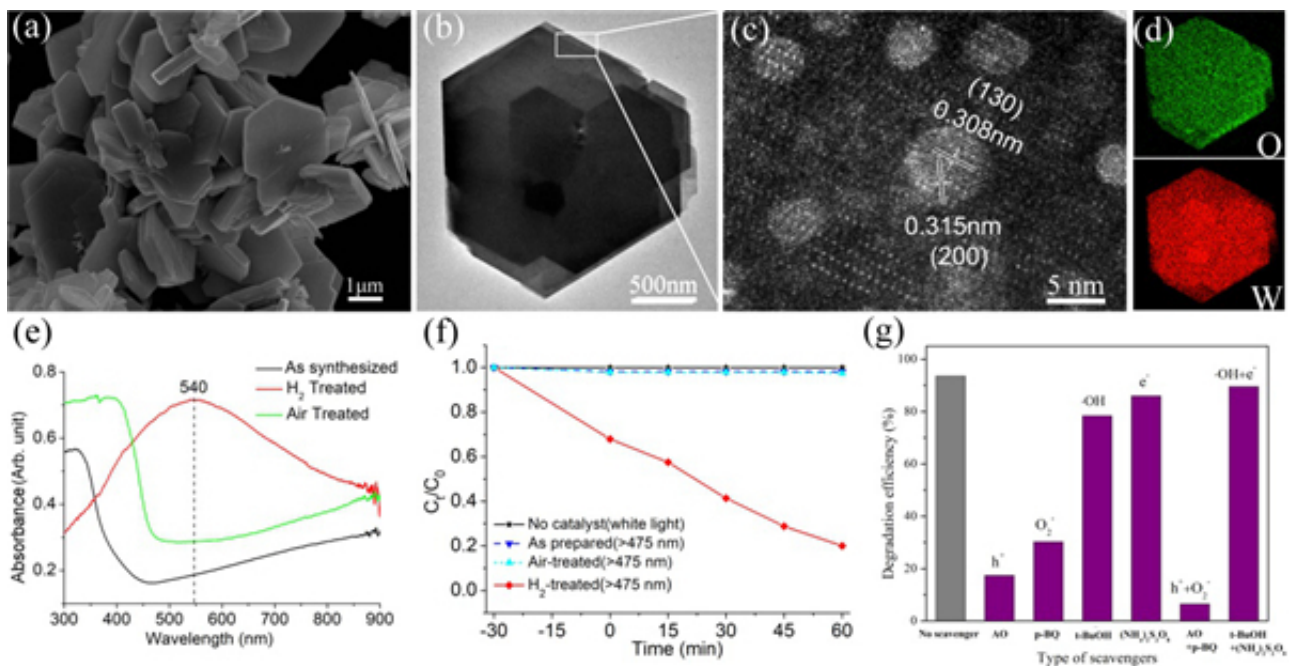 (a)
1μm
(b)
500nm
(c)
(130)
0.308nm
0.315nm
(200)
5 nm
(d)
O
W
(e)
As synthesized
H₂ Treated
Air Treated
540
0.8
0.6
0.4
0.2
Absorbance (Arb. unit)
300 400 500 600 700 800 900
Wavelength (nm)
(f)
1.0
0.8
0.6
0.4
0.2
0.0
Cₜ/C₀
No catalyst(white light)
As prepared(>475 nm)
Air-treated(>475 nm)
H₂-treated(>475 nm)
-30 -15 0 15 30 45 60
Time (min)
(g)
100
80
60
40
20
0
Degradation efficiency (%)
h⁺
O₂⁻
·OH
e⁻
h⁺+O₂⁻
·OH+e⁻
No scavenger
AO
p-BQ
t-BuOH
(NH₄)₂S₂O₈
AO
+p-BQ
t-BuOH
+(NH₄)₂S₂O₈
Type of scavengers